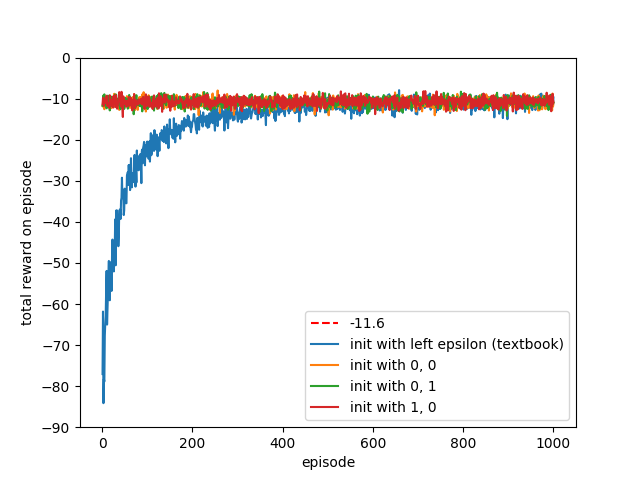 0
−10
−20
−30
−40
−50
−60
−70
−80
−90
total reward on episode
0
200
400
600
800
1000
episode
-11.6
init with left epsilon (textbook)
init with 0, 0
init with 0, 1
init with 1, 0